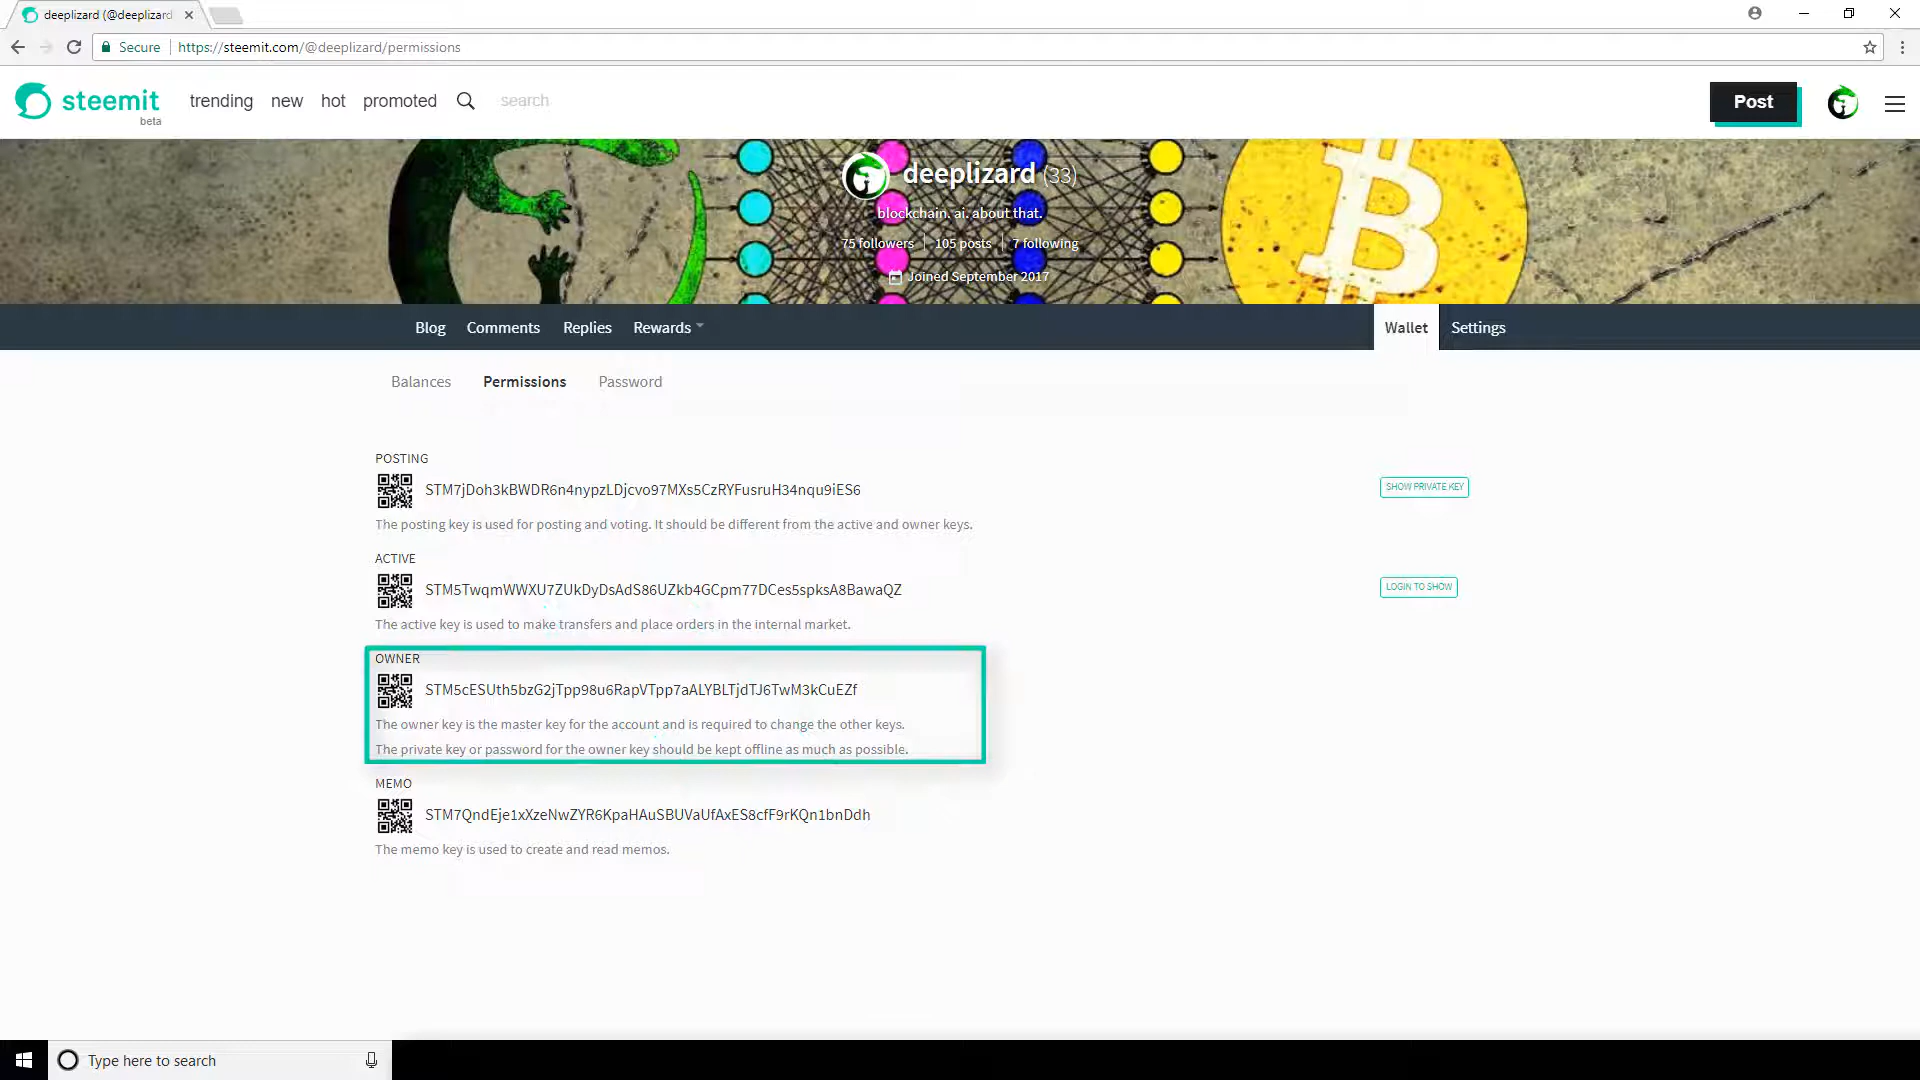 deeplizard (@deeplizard
Secure
https://steemit.com/@deeplizard/permissions
steemit
beta
trending
new
hot
promoted
search
Post
deeplizard (33)
blockchain. ai. about that.
75 followers
105 posts
7 following
Joined September 2017
Blog
Comments
Replies
Rewards
Wallet
Settings
Balances
Permissions
Password
POSTING
STM7jDoh3kBWDR6n4nypzLDjcvo97MXs5CzRYFusruH34nqu9iES6
SHOW PRIVATE KEY
The posting key is used for posting and voting. It should be different from the active and owner keys.
ACTIVE
STM5TwqmWWXU7ZUkDyDsAdS86UZkb4GCpm77DCes5spksA8BawaQZ
LOGIN TO SHOW
The active key is used to make transfers and place orders in the internal market.
OWNER
STM5cESUth5bzG2jTpp98u6RapVTpp7aALYBLTjdTJ6TwM3kCuEZf
The owner key is the master key for the account and is required to change the other keys.
The private key or password for the owner key should be kept offline as much as possible.
MEMO
STM7QndEje1xXzeNwZYR6KpaHAuSBUVaUfAxES8cfF9rKQn1bnDdh
The memo key is used to create and read memos.
Type here to search